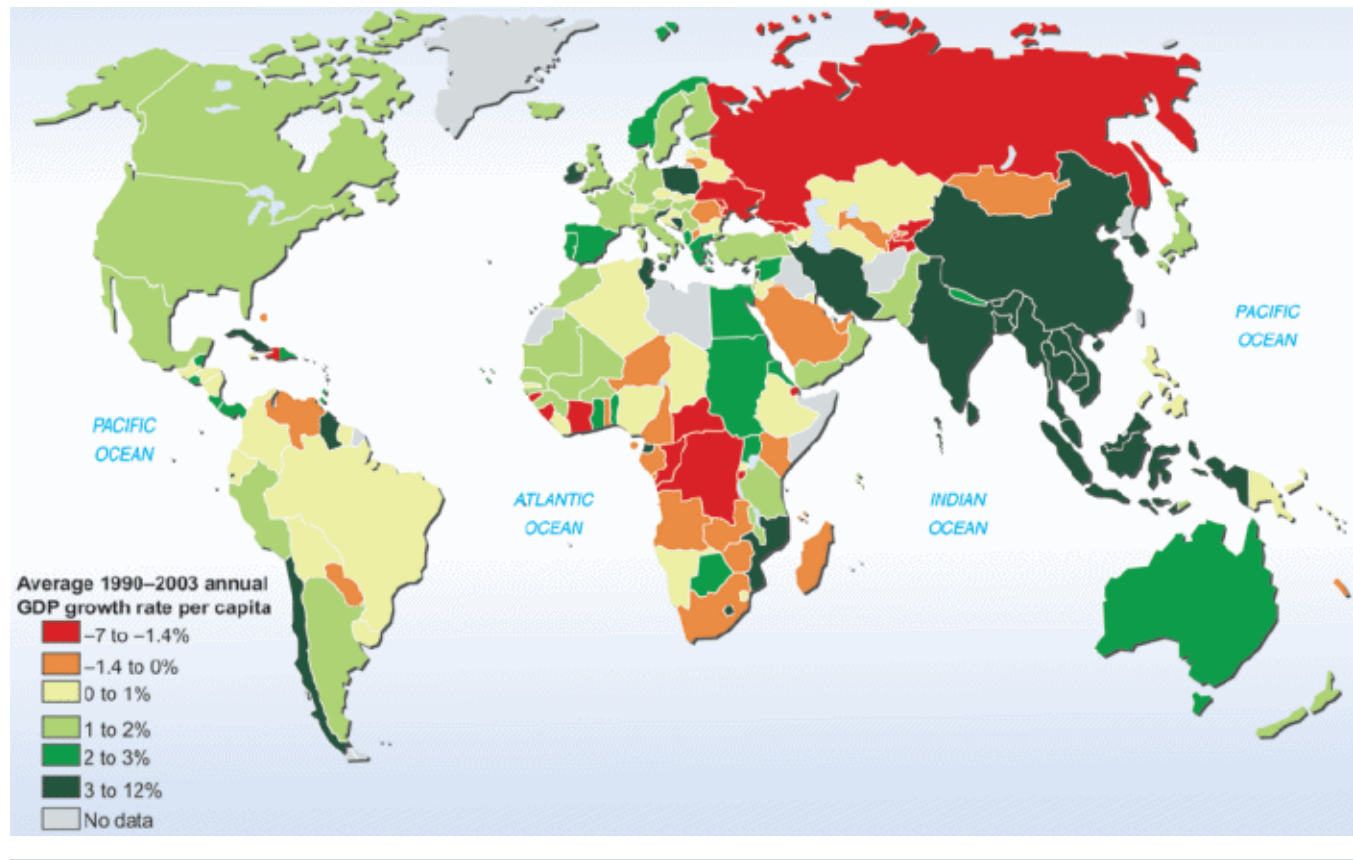 PACIFIC
OCEAN
PACIFIC
OCEAN
ATLANTIC
OCEAN
INDIAN
OCEAN
Average 1990–2003 annual
GDP growth rate per capita
–7 to –1.4%
–1.4 to 0%
0 to 1%
1 to 2%
2 to 3%
3 to 12%
No data